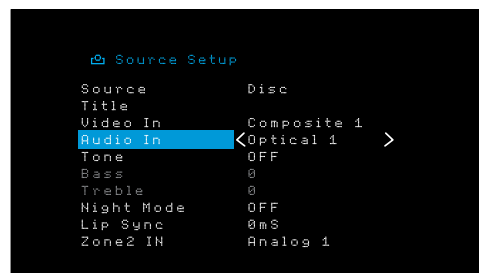 Source Setup
Source Disc
Title
Video In Composite 1
Audio In <Optical 1 >
Tone OFF
Bass 0
Treble 0
Night Mode OFF
Lip Sync 0mS
Zone2 IN Analog 1